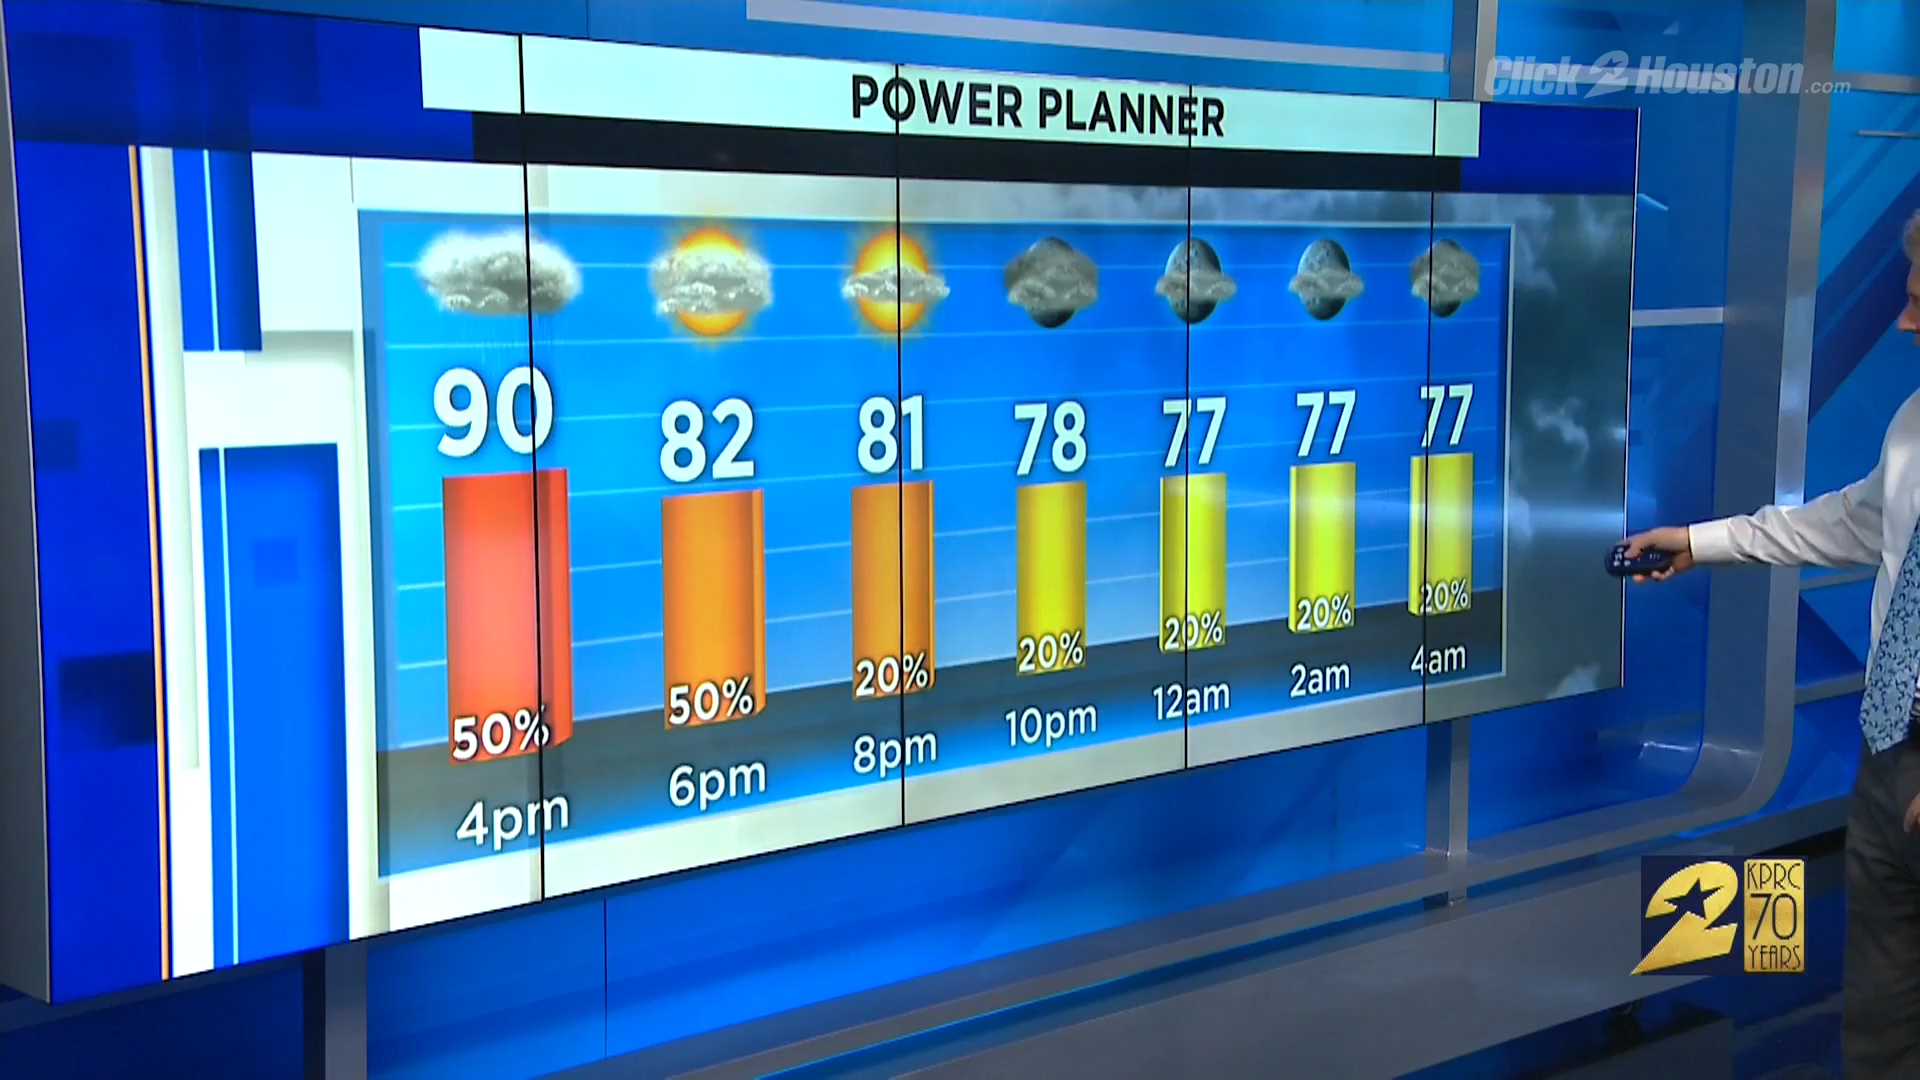 Click2Houston.com
POWER PLANNER
90 82 81 78 77 77 77
50% 50% 20% 20% 20% 20% 20%
4pm 6pm 8pm 10pm 12am 2am 4am
2 KPRC
70
YEARS